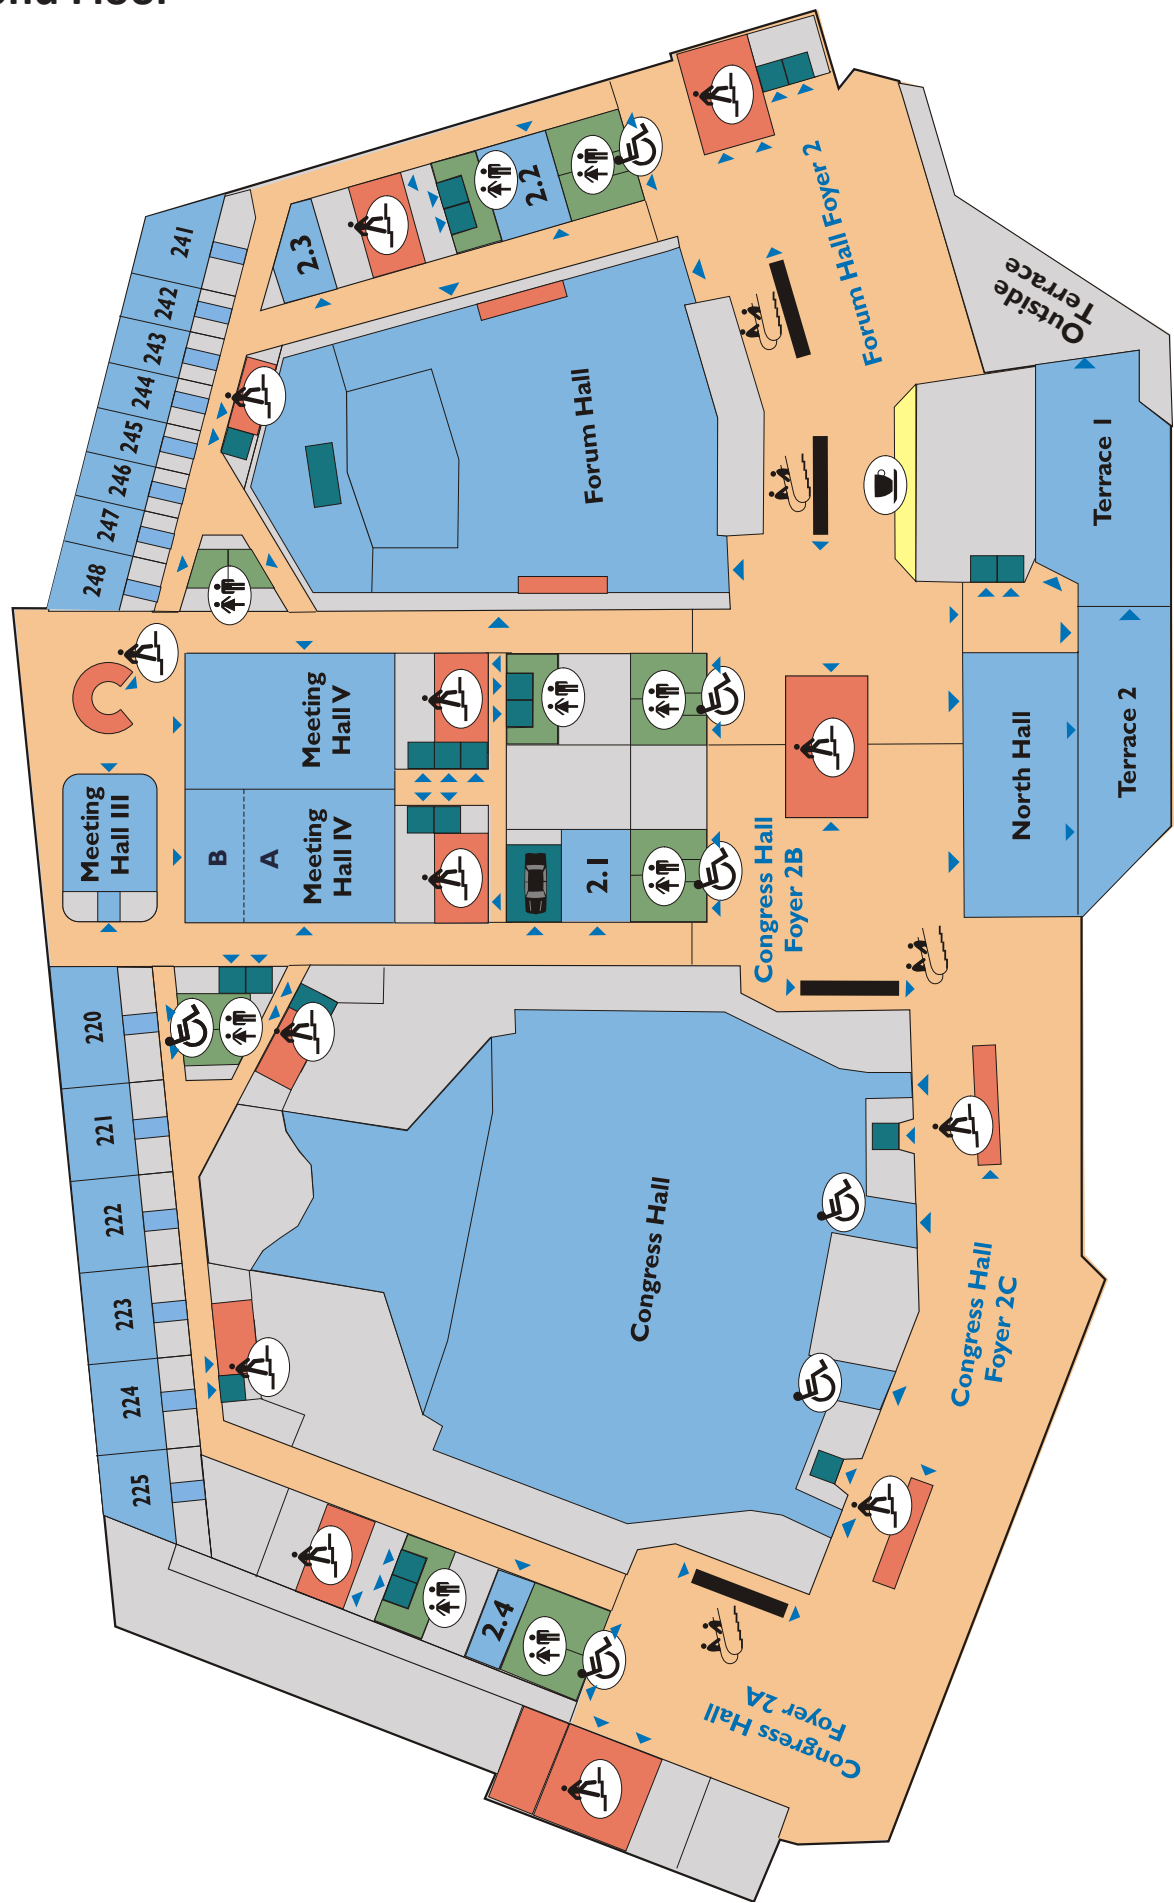 241
242
243
244
245
246
247
248
2.3
2.2
Forum Hall Foyer 2
Outside
Terrace
Forum Hall
Terrace I
Terrace 2
North Hall
Meeting
Hall V
Meeting
Hall III
B
A
Meeting
Hall IV
2.1
Congress Hall
Foyer 2B
220
221
222
223
224
225
Congress Hall
Congress Hall
Foyer 2C
2.4
Congress Hall
Foyer 2A